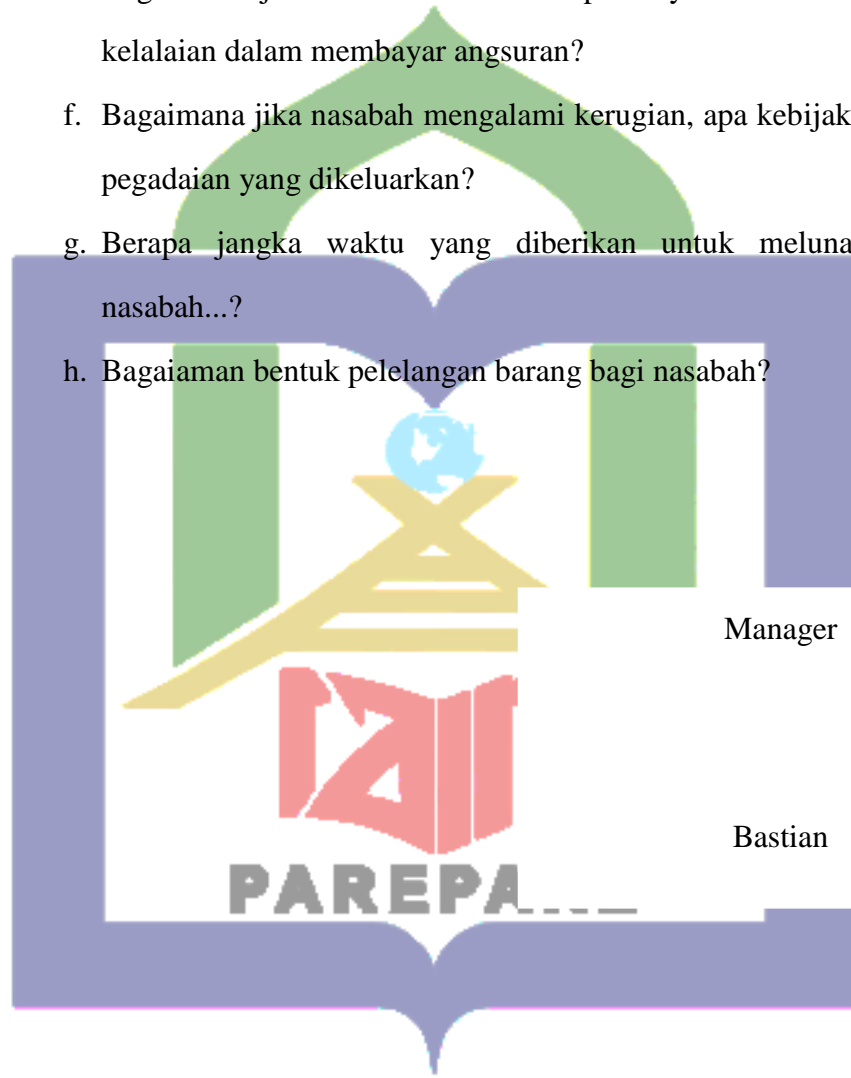 kelalaian dalam membayar angsuran?
f. Bagaimana jika nasabah mengalami kerugian, apa kebijak
pegadaian yang dikeluarkan?
g. Berapa jangka waktu yang diberikan untuk meluna
nasabah...?
h. Bagaiaman bentuk pelelangan barang bagi nasabah?
Manager
Bastian